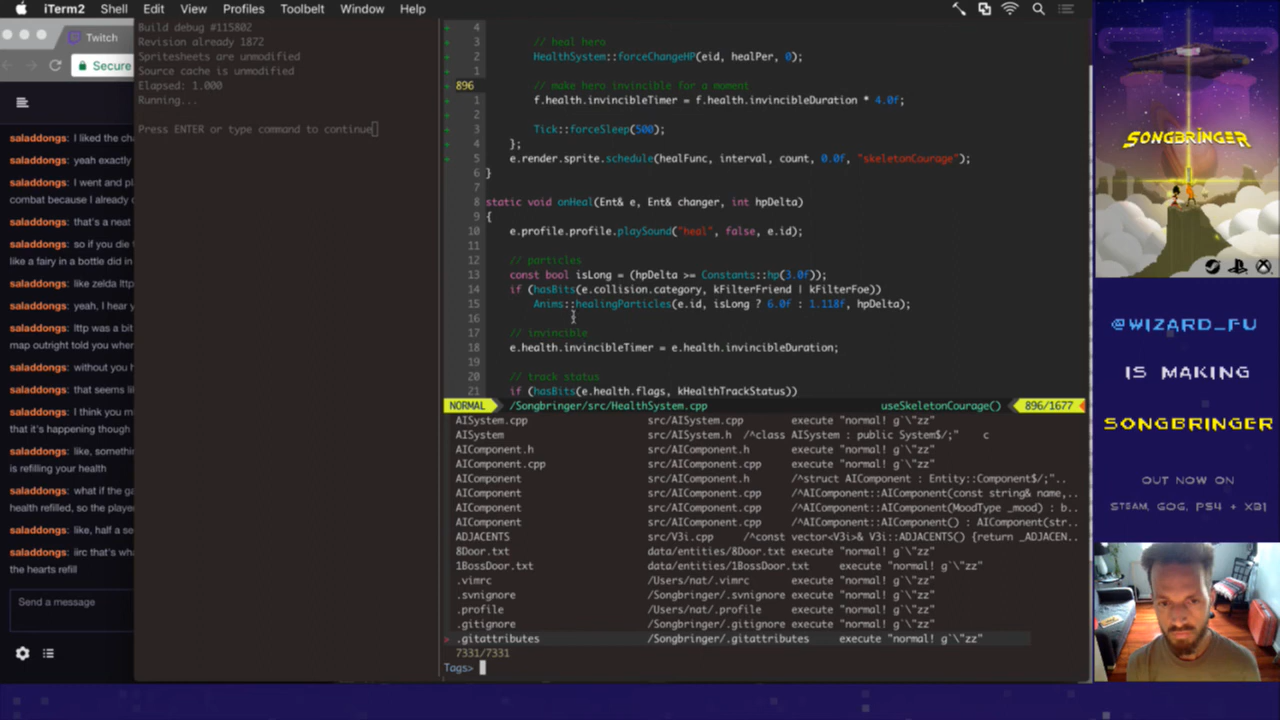 iTerm2 Shell Edit View Profiles Toolbelt Window Help
Twitch
Secure
saladdongs: I liked the cha
saladdongs: yeah exactly
saladdongs: I went and pl
combat because I already
saladdongs: that's a neat
saladdongs: so if you die
like a fairy in a bottle did in
saladdongs: like zelda lttp
saladdongs: yeah, I hear y
saladdongs: lttp was a bit
map outright told you wher
saladdongs: without you h
saladdongs: that seems lik
saladdongs: I think you m
that it's happening though
saladdongs: like, somethin
is refilling your health
saladdongs: what if the ga
health refilled, so the playe
saladdongs: like, half a se
saladdongs: iirc that's wha
the hearts refill
Send a message
Build debug #115802
Revision already 1872
Spritesheets are unmodified
Source cache is unmodified
Elapsed: 1.000
Running...
Press ENTER or type command to continue
4
3 // heal hero
2 HealthSystem::forceChangeHP(eid, healPer, 0);
1
896 // make hero invincible for a moment
1 f.health.invincibleTimer = f.health.invincibleDuration * 4.0f;
2
3 Tick::forceSleep(500);
4 };
5 e.render.sprite.schedule(healFunc, interval, count, 0.0f, "skeletonCourage");
6 }
7
8 static void onHeal(Ent& e, Ent& changer, int hpDelta)
9 {
10 e.profile.profile.playSound("heal", false, e.id);
11
12 // particles
13 const bool isLong = (hpDelta >= Constants::hp(3.0f));
14 if (hasBits(e.collision.category, kFilterFriend | kFilterFoe))
15 Anims::healingParticles(e.id, isLong ? 6.0f : 1.118f, hpDelta);
16
17 // invincible
18 e.health.invincibleTimer = e.health.invincibleDuration;
19
20 // track status
21 if (hasBits(e.health.flags, kHealthTrackStatus))
NORMAL /Songbringer/src/HealthSystem.cpp useSkeletonCourage() 896/1677
AISystem.cpp src/AISystem.cpp execute "normal! g`\"zz"
AISystem src/AISystem.h /^class AISystem : public System$/;" c
AIComponent.h src/AIComponent.h execute "normal! g`\"zz"
AIComponent.cpp src/AIComponent.cpp execute "normal! g`\"zz"
AIComponent src/AIComponent.h /^struct AIComponent : Entity::Component$/;"..
AIComponent src/AIComponent.cpp /^AIComponent::AIComponent(const string& name,..
AIComponent src/AIComponent.cpp /^AIComponent::AIComponent(MoodType _mood) : b..
AIComponent src/AIComponent.cpp /^AIComponent::AIComponent() : AIComponent(str..
ADJACENTS src/V3i.cpp /^const vector<V3i>& V3i::ADJACENTS() {return _ADJACEN..
8Door.txt data/entities/8Door.txt execute "normal! g`\"zz"
1BossDoor.txt data/entities/1BossDoor.txt execute "normal! g`\"zz"
.vimrc /Users/nat/.vimrc execute "normal! g`\"zz"
.svnignore /Songbringer/.svnignore execute "normal! g`\"zz"
.profile /Users/nat/.profile execute "normal! g`\"zz"
.gitignore /Songbringer/.gitignore execute "normal! g`\"zz"
> .gitattributes /Songbringer/.gitattributes execute "normal! g`\"zz"
7331/7331
Tags>
SONGBRINGER
@WIZARD_FU
IS MAKING
SONGBRINGER
OUT NOW ON
STEAM, GOG, PS4 + XB1